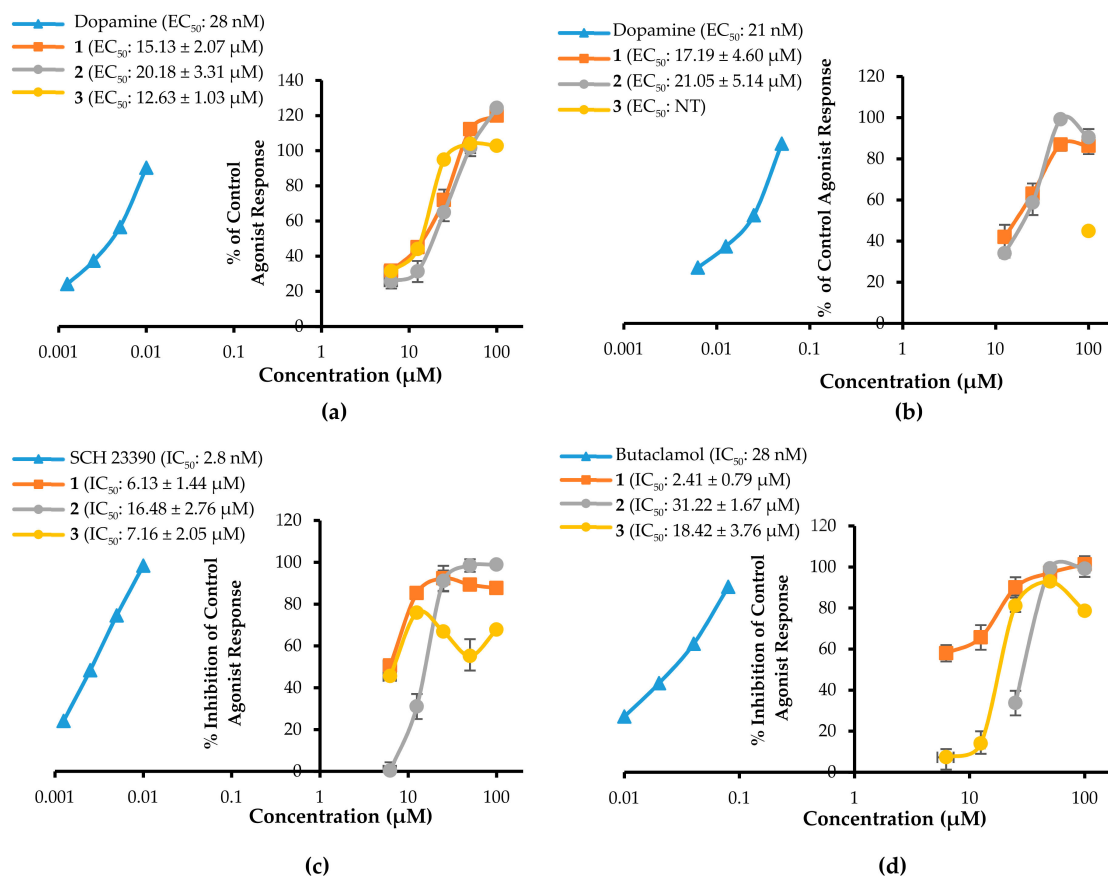 Dopamine (EC50: 28 nM)
1 (EC50: 15.13 ± 2.07 µM)
2 (EC50: 20.18 ± 3.31 µM)
3 (EC50: 12.63 ± 1.03 µM)
% of Control
Agonist Response
140
120
100
80
60
40
20
0
0.001 0.01 0.1 1 10 100
Concentration (µM)
(a)
Dopamine (EC50: 21 nM)
1 (EC50: 17.19 ± 4.60 µM)
2 (EC50: 21.05 ± 5.14 µM)
3 (EC50: NT)
% of Control Agonist Response
120
100
80
60
40
20
0
0.001 0.01 0.1 1 10 100
Concentration (µM)
(b)
SCH 23390 (IC50: 2.8 nM)
1 (IC50: 6.13 ± 1.44 µM)
2 (IC50: 16.48 ± 2.76 µM)
3 (IC50: 7.16 ± 2.05 µM)
% Inhibition of Control
Agonist Response
120
100
80
60
40
20
0
0.001 0.01 0.1 1 10 100
Concentration (µM)
(c)
Butaclamol (IC50: 28 nM)
1 (IC50: 2.41 ± 0.79 µM)
2 (IC50: 31.22 ± 1.67 µM)
3 (IC50: 18.42 ± 3.76 µM)
% Inhibition of Control
Agonist Response
120
100
80
60
40
20
0
0.01 0.1 1 10 100
Concentration (µM)
(d)